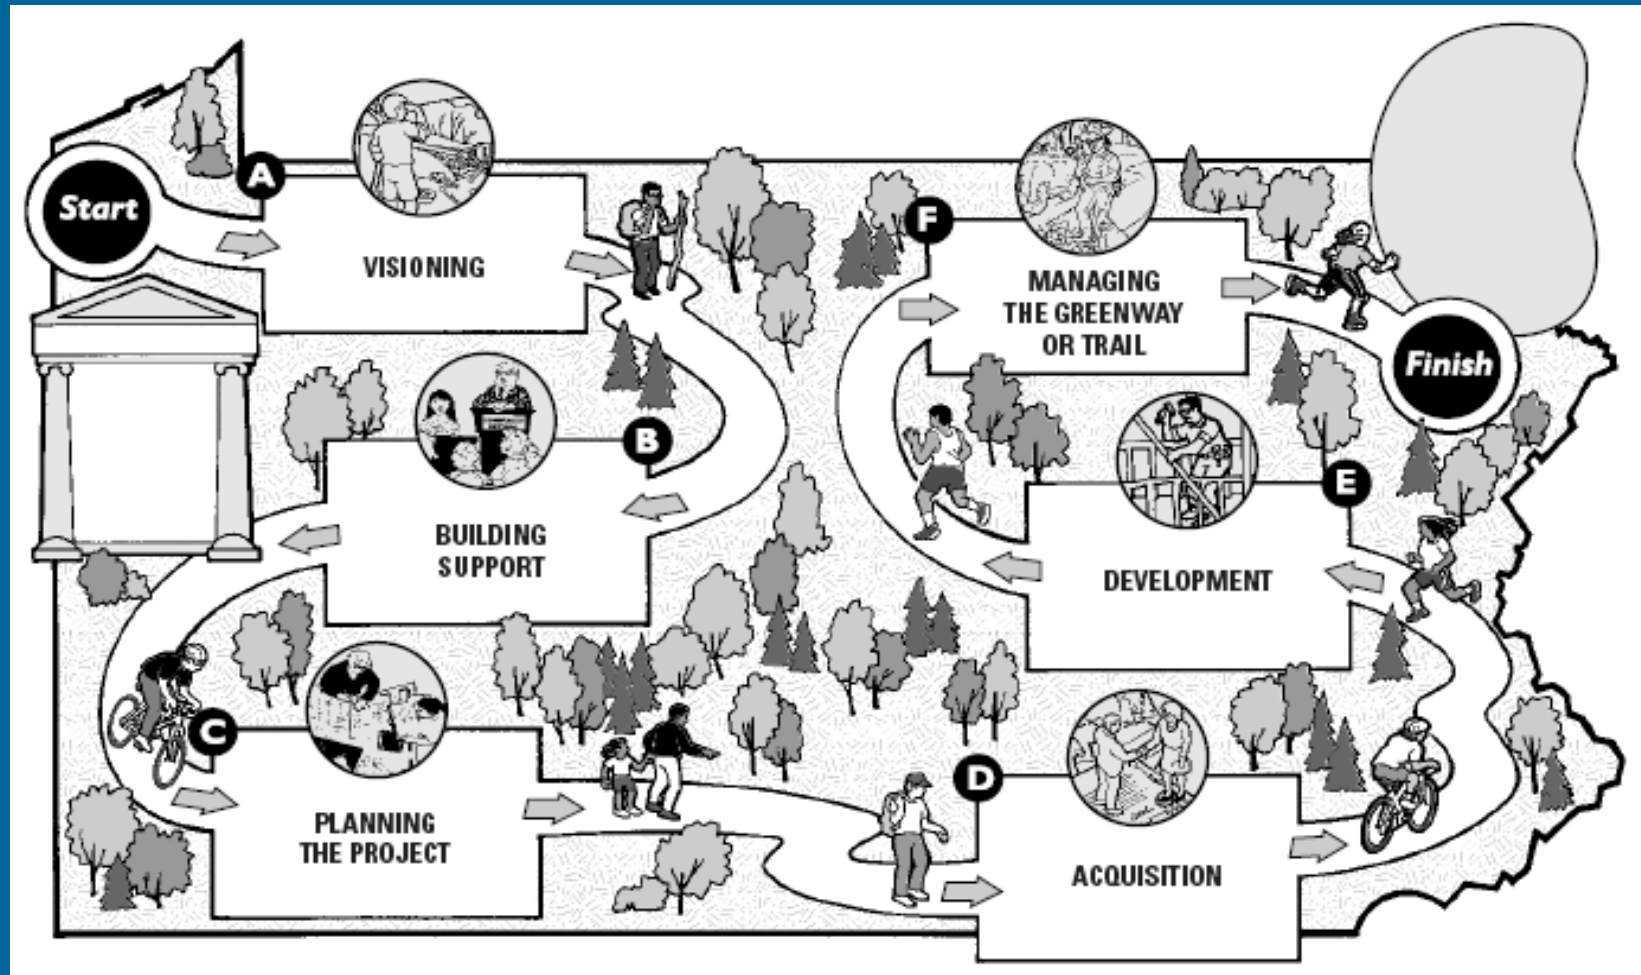 Start
A
VISIONING
B
BUILDING
SUPPORT
C
PLANNING
THE PROJECT
D
ACQUISITION
E
DEVELOPMENT
F
MANAGING
THE GREENWAY
OR TRAIL
Finish